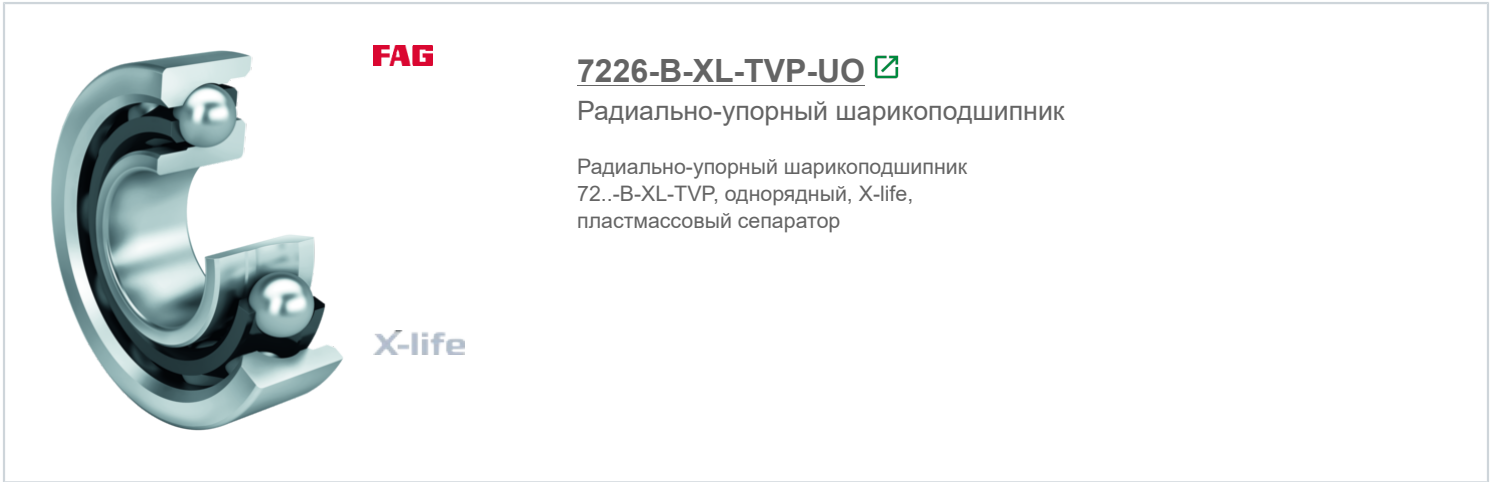 FAG
7226-B-XL-TVP-UO
Радиально-упорный шарикоподшипник
Радиально-упорный шарикоподшипник
72..-B-XL-TVP, однорядный, X-life,
пластмассовый сепаратор
X-life